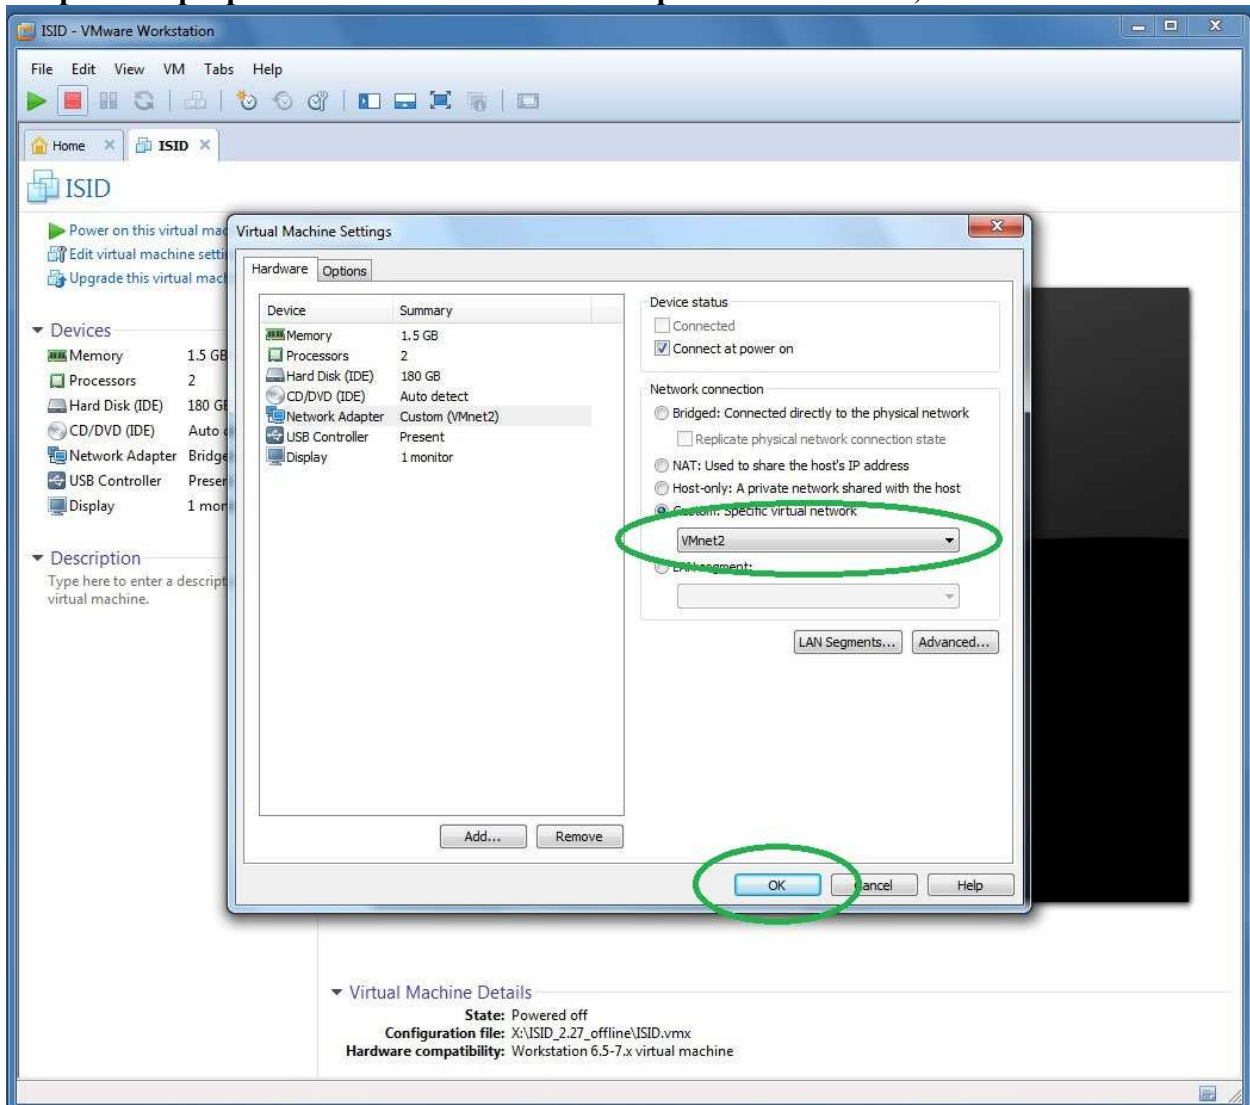 ISID - VMware Workstation
File Edit View VM Tabs Help
Home ISID
ISID
Power on this virtual mac
Edit virtual machine setti
Upgrade this virtual mach
Devices
Memory 1.5 GB
Processors 2
Hard Disk (IDE) 180 GB
CD/DVD (IDE) Auto
Network Adapter Bridge
USB Controller Presen
Display 1 mon
Description
Type here to enter a descript
virtual machine.
Virtual Machine Settings
Hardware Options
Device Summary
Memory 1.5 GB
Processors 2
Hard Disk (IDE) 180 GB
CD/DVD (IDE) Auto detect
Network Adapter Custom (VMnet2)
USB Controller Present
Display 1 monitor
Add... Remove
Device status
Connected
Connect at power on
Network connection
Bridged: Connected directly to the physical network
Replicate physical network connection state
NAT: Used to share the host's IP address
Host-only: A private network shared with the host
Custom: Specific virtual network
VMnet2
LAN segment:
LAN Segments... Advanced...
OK Cancel Help
Virtual Machine Details
State: Powered off
Configuration file: X:\ISID_2.27_offline\ISID.vmx
Hardware compatibility: Workstation 6.5-7.x virtual machine